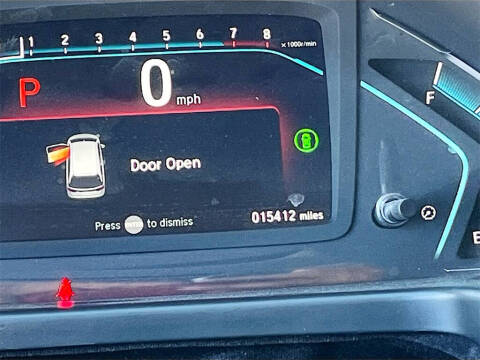 1 2 3 4 5 6 7 8 x1000r/min
P 0 mph
F
Door Open
Press ENTER to dismiss
015412 miles
E